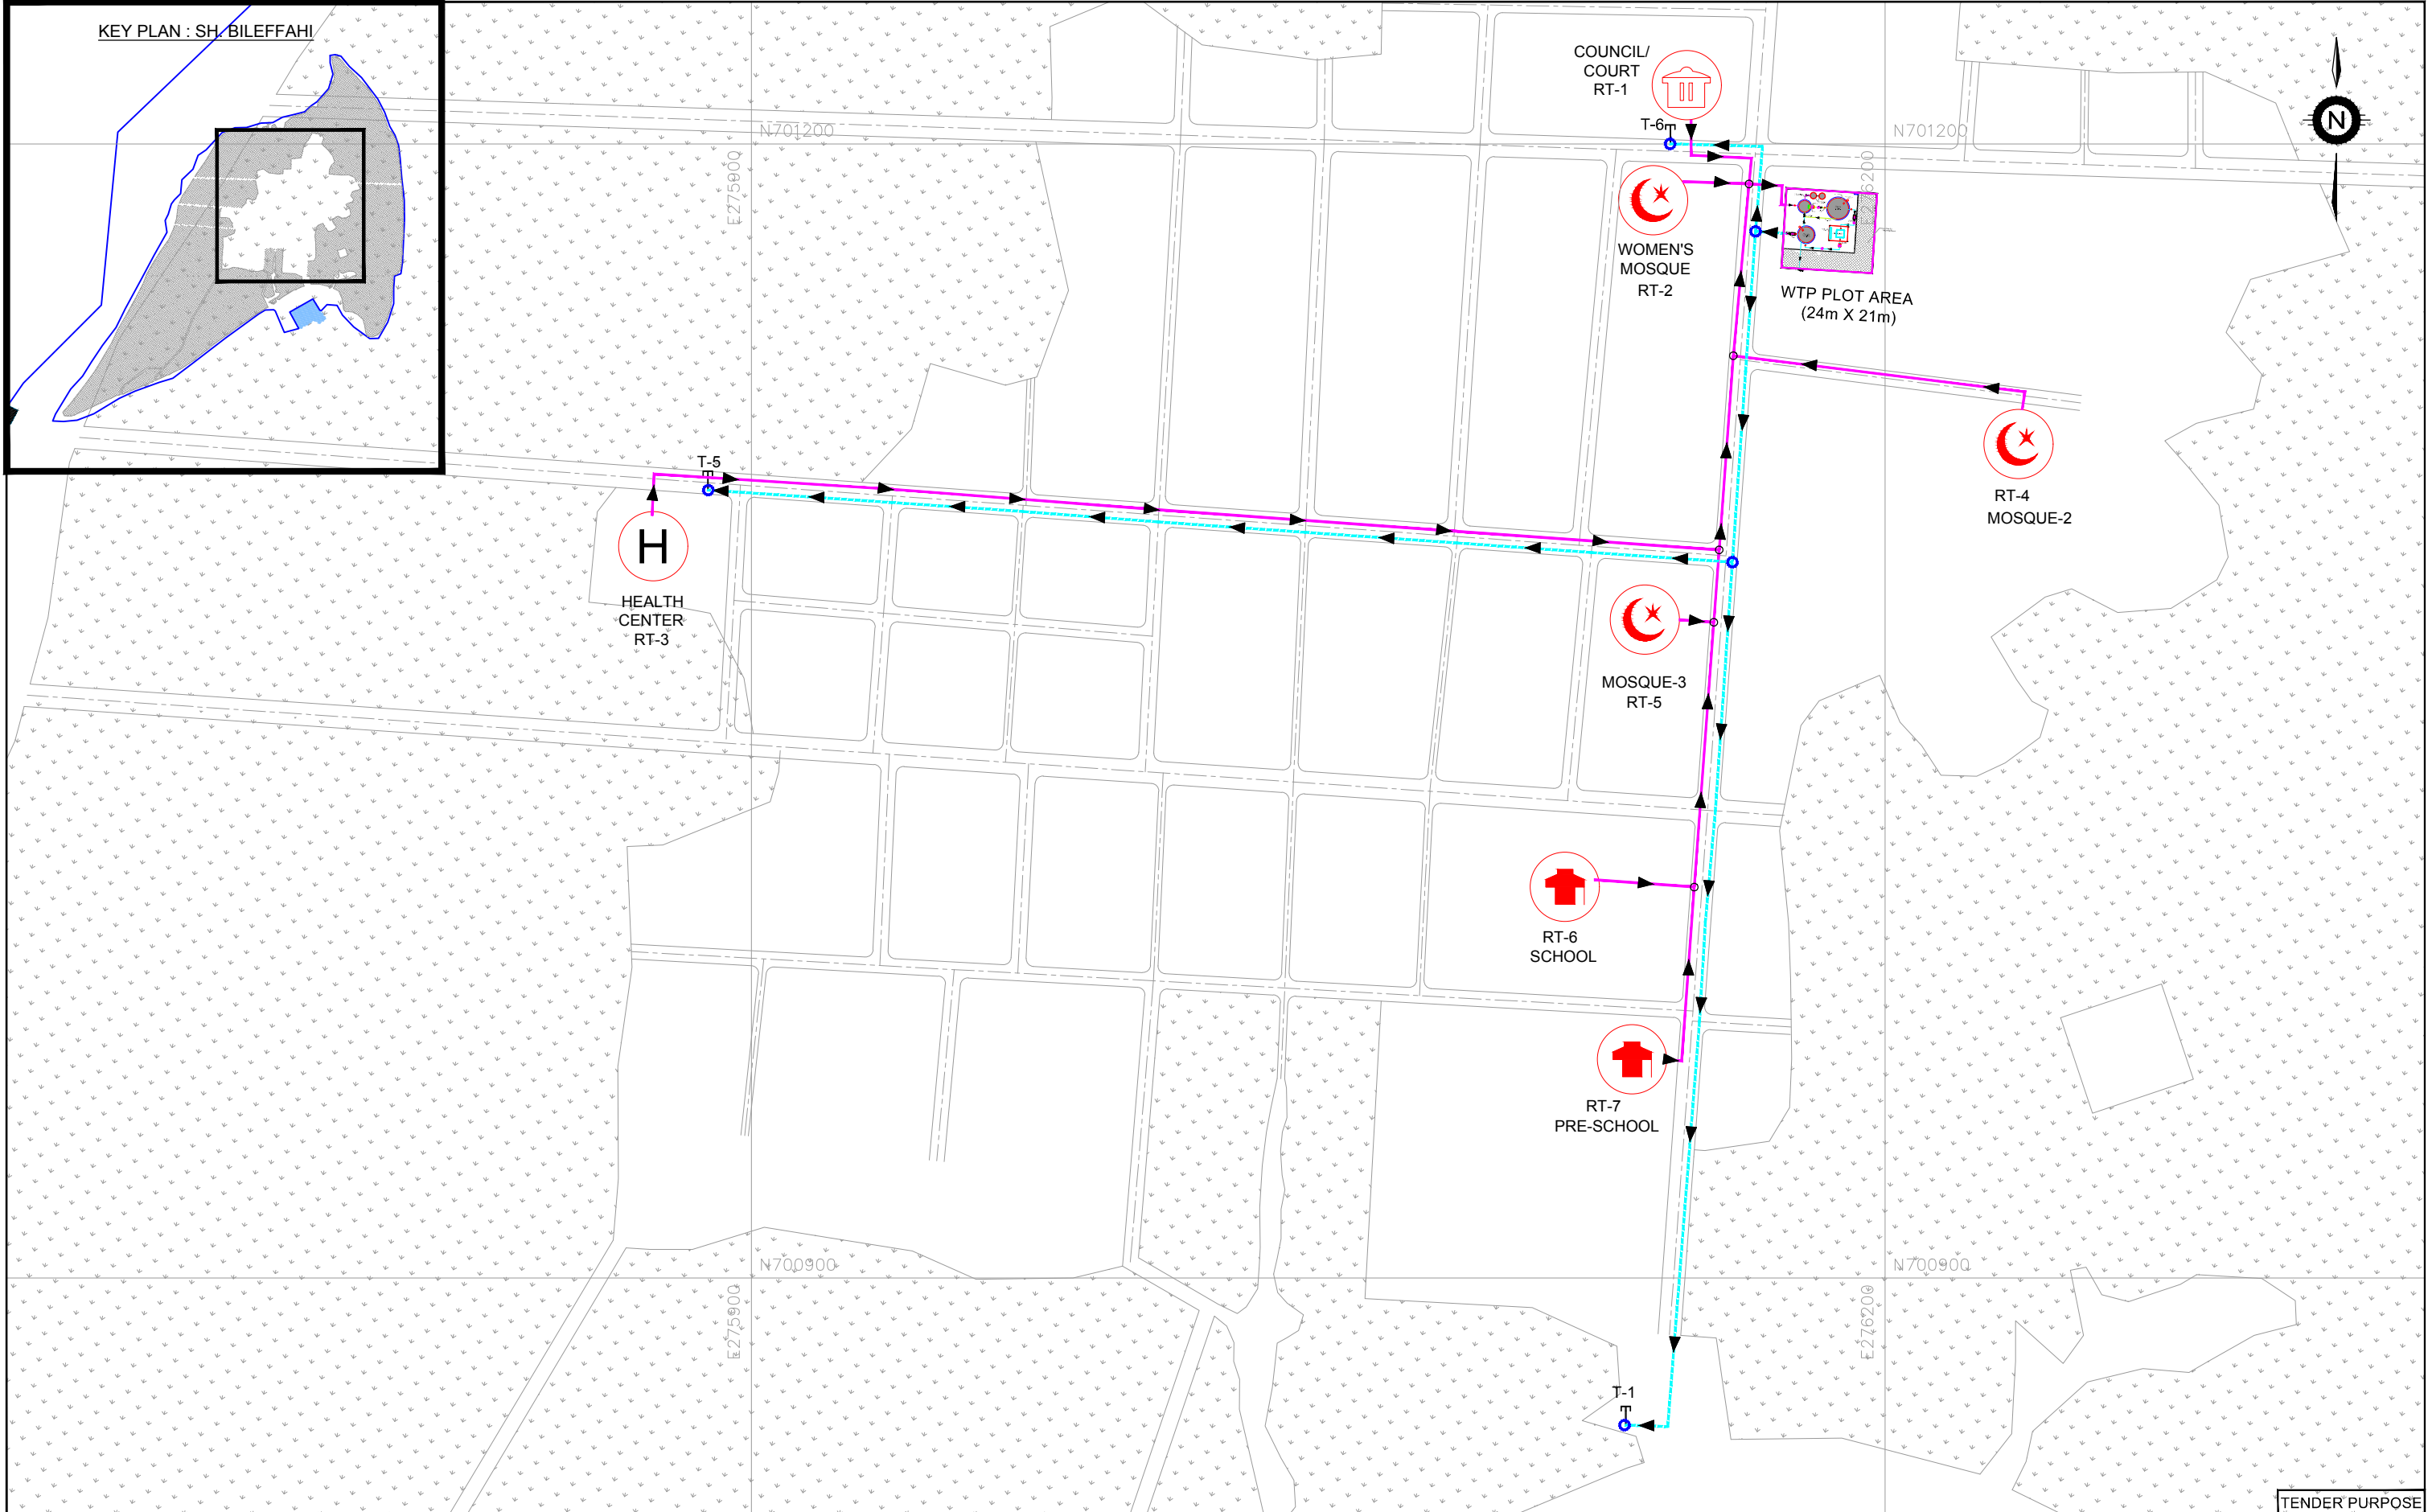 KEY PLAN : SH. BILEFFAHI
COUNCIL/
COURT
RT-1
T-6
N701200
N701200
N
E275900
E276200
WOMEN'S
MOSQUE
RT-2
WTP PLOT AREA
(24m X 21m)
T-5
RT-4
MOSQUE-2
H
HEALTH
CENTER
RT-3
MOSQUE-3
RT-5
RT-6
SCHOOL
RT-7
PRE-SCHOOL
N700900
N700900
E275900
E276200
T-1
TENDER PURPOSE